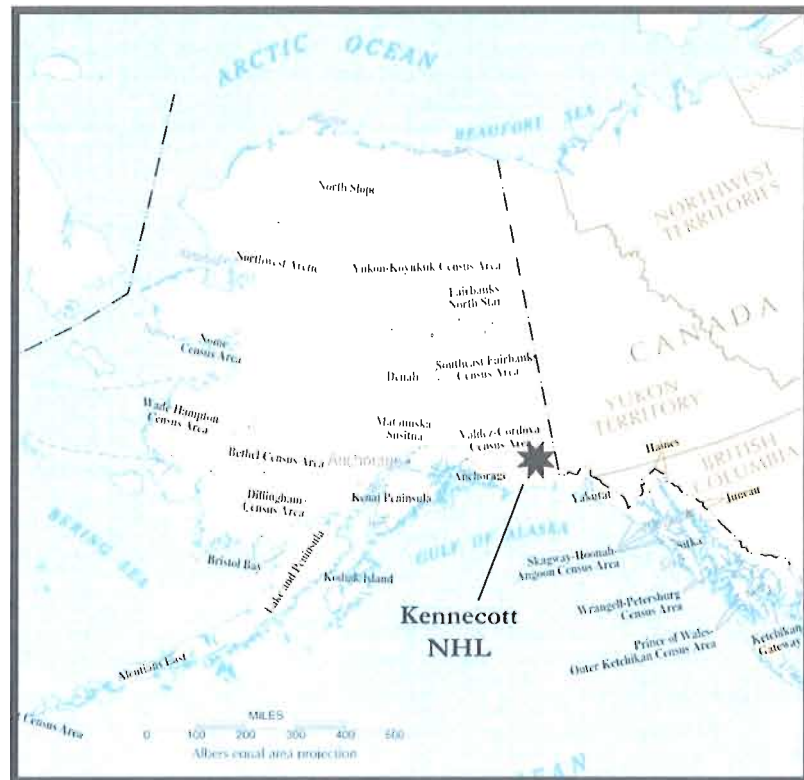 ARCTIC OCEAN
BEAUFORT SEA
North Slope
NORTHWEST
TERRITORIES
Northwest Arctic
Yukon-Koyukuk Census Area
Fairbanks
North Star
CANADA
Nome
Census Area
Denali
Southeast Fairbanks
Census Area
YUKON
TERRITORY
Wade Hampton
Census Area
Matanuska
Susitna
Valdez-Cordova
Census Area
Haines
BRITISH
COLUMBIA
Bethel Census Area
Anchorage
Anchorage
Dillingham
Census Area
Kenai Peninsula
Yakutat
Juneau
BERING SEA
GULF OF ALASKA
Sitka
Bristol Bay
Lake and Peninsula
Kodiak Island
Skagway-Hoonah-
Angoon Census Area
Wrangell-Petersburg
Census Area
Kennecott
NHL
Prince of Wales-
Outer Ketchikan Census Area
Ketchikan
Gateway
Aleutians East
Census Area
MILES
0 100 200 300 400 500
Albers equal area projection